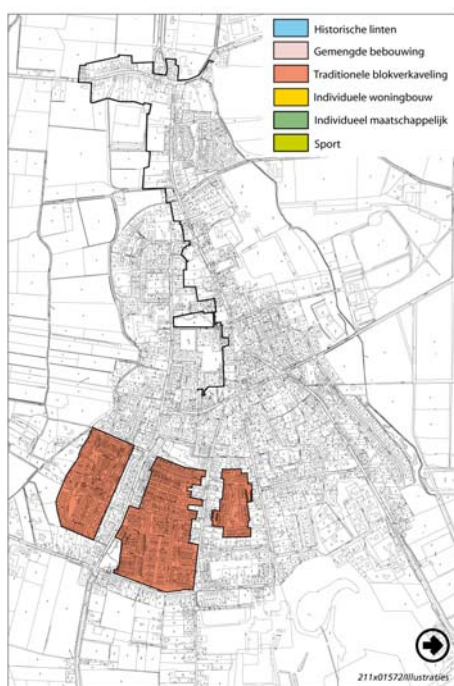 Historische linten
Gemengde bebouwing
Traditionele blokverkaveling
Individuele woningbouw
Individueel maatschappelijk
Sport
211x01572/Illustraties